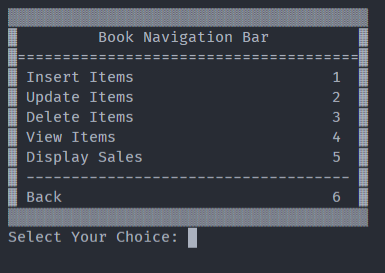 Book Navigation Bar
======================================
Insert Items 1
Update Items 2
Delete Items 3
View Items 4
Display Sales 5
------------------------------------
Back 6
Select Your Choice: